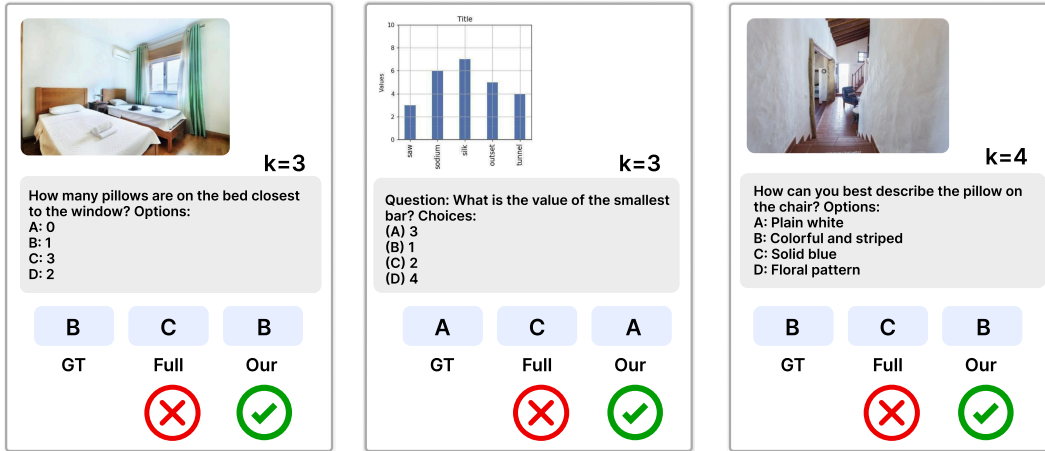 k=3
How many pillows are on the bed closest
to the window? Options:
A: 0
B: 1
C: 3
D: 2
B
C
B
GT
Full
Our
Title
10
8
6
4
2
0
Values
saw
sodium
silk
outset
tunnel
k=3
Question: What is the value of the smallest
bar? Choices:
(A) 3
(B) 1
(C) 2
(D) 4
A
C
A
GT
Full
Our
k=4
How can you best describe the pillow on
the chair? Options:
A: Plain white
B: Colorful and striped
C: Solid blue
D: Floral pattern
B
C
B
GT
Full
Our